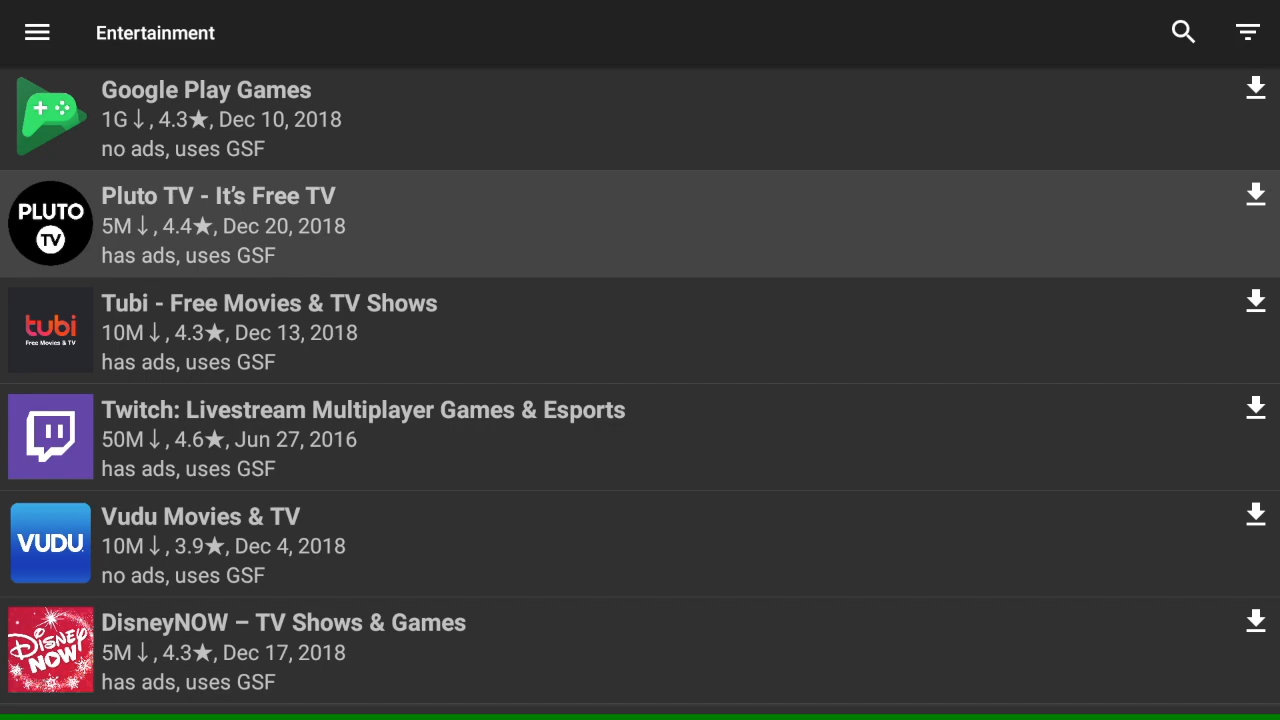 Entertainment
Google Play Games
1G↓, 4.3★, Dec 10, 2018
no ads, uses GSF
PLUTO
TV
Pluto TV - It’s Free TV
5M↓, 4.4★, Dec 20, 2018
has ads, uses GSF
tubi
Free Movies & TV
Tubi - Free Movies & TV Shows
10M↓, 4.3★, Dec 13, 2018
has ads, uses GSF
Twitch: Livestream Multiplayer Games & Esports
50M↓, 4.6★, Jun 27, 2016
has ads, uses GSF
VUDU
Vudu Movies & TV
10M↓, 3.9★, Dec 4, 2018
no ads, uses GSF
DISNEY
NOW
DisneyNOW – TV Shows & Games
5M↓, 4.3★, Dec 17, 2018
has ads, uses GSF